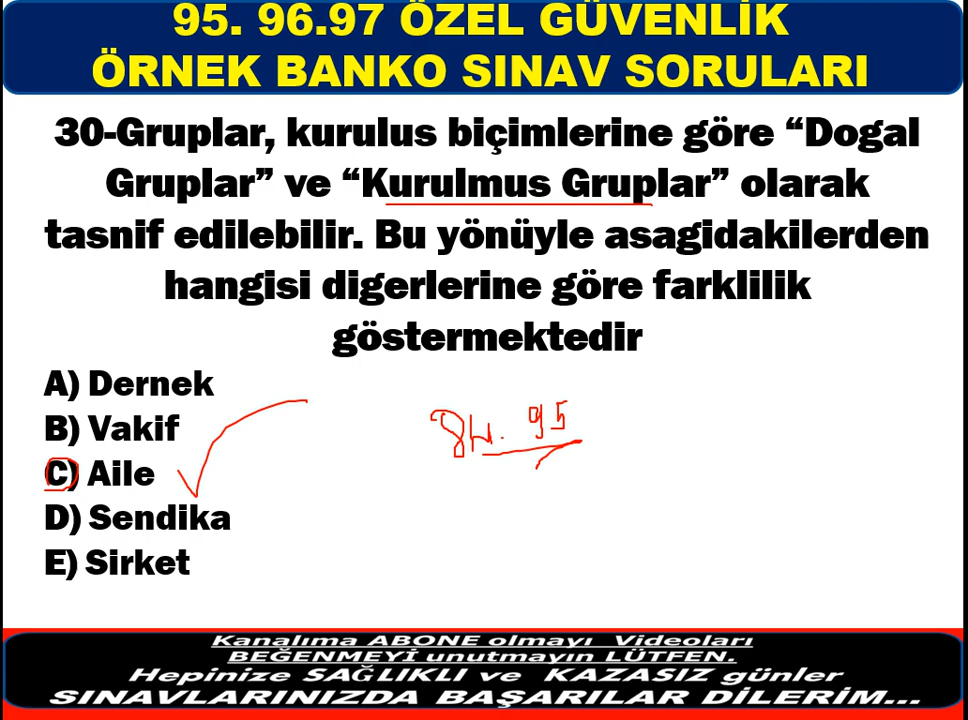 95. 96.97 ÖZEL GÜVENLİK
ÖRNEK BANKO SINAV SORULARI
30-Gruplar, kurulus biçimlerine göre “Dogal
Gruplar” ve “Kurulmus Gruplar” olarak
tasnif edilebilir. Bu yönüyle asagidakilerden
hangisi digerlerine göre farklilik
göstermektedir
A) Dernek
B) Vakif
95
C) Aile
D) Sendika
E) Sirket
Kanalıma ABONE olmayı Videoları
BEĞENMEYİ unutmayın LÜTFEN.
Hepinize SAĞLIKLI ve KAZASIZ günler
SINAVLARINIZDA BAŞARILAR DİLERİM...